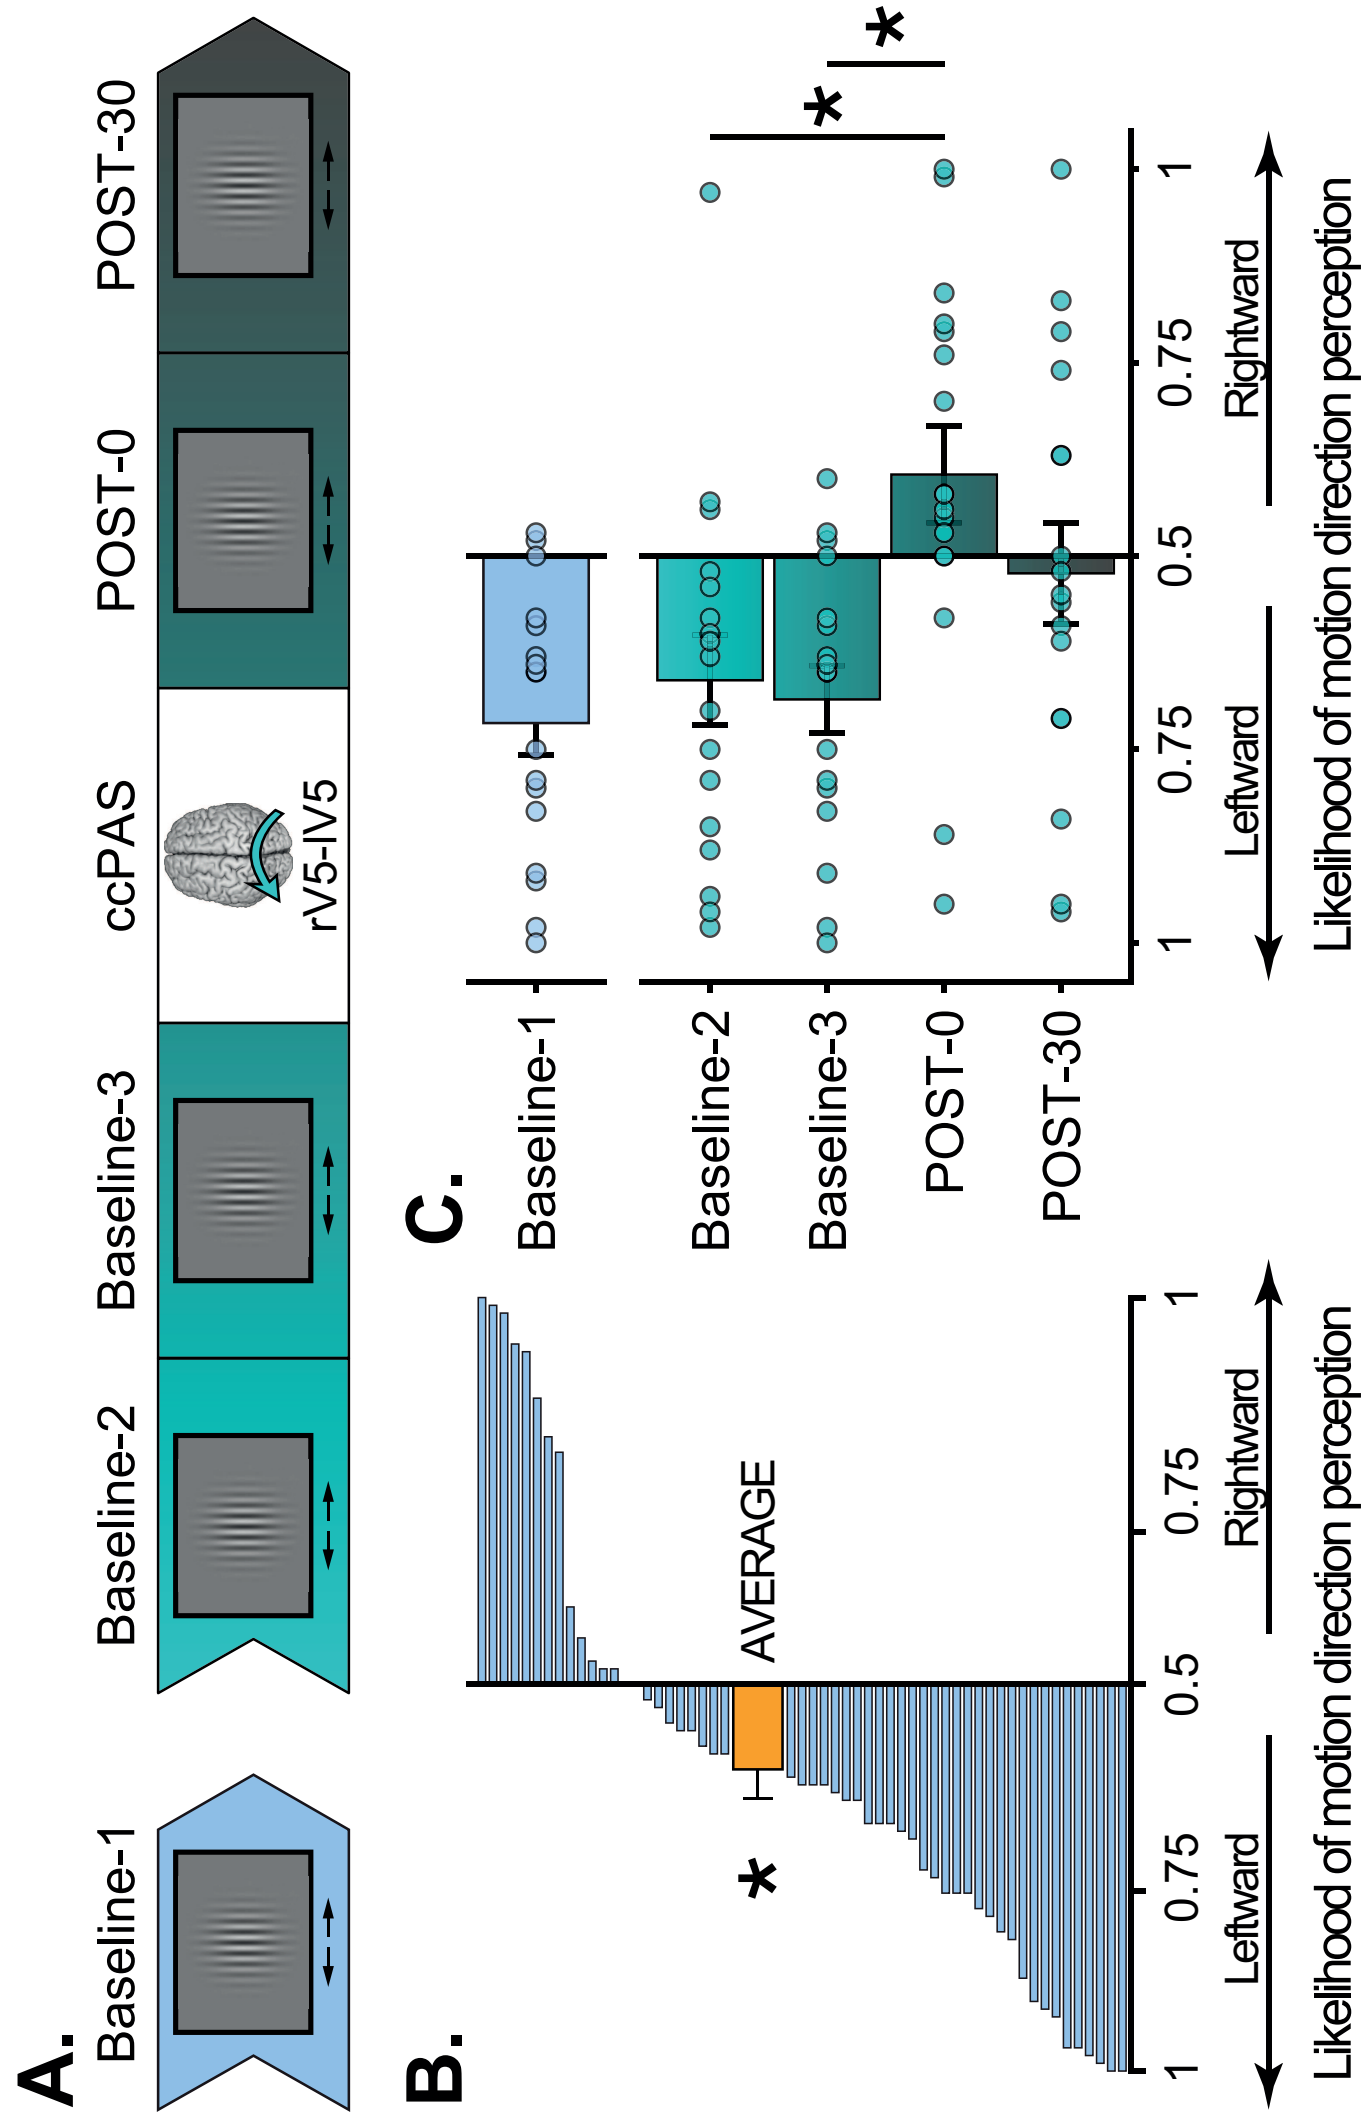 A.
Baseline-1
Baseline-2
Baseline-3
ccPAS
POST-0
POST-30
rV5-lV5
B.
AVERAGE
*
1
0.75
0.5
0.75
1
Leftward
Rightward
Likelihood of motion direction perception
C.
Baseline-1
Baseline-2
Baseline-3
POST-0
POST-30
*
*
1
0.75
0.5
0.75
1
Leftward
Rightward
Likelihood of motion direction perception